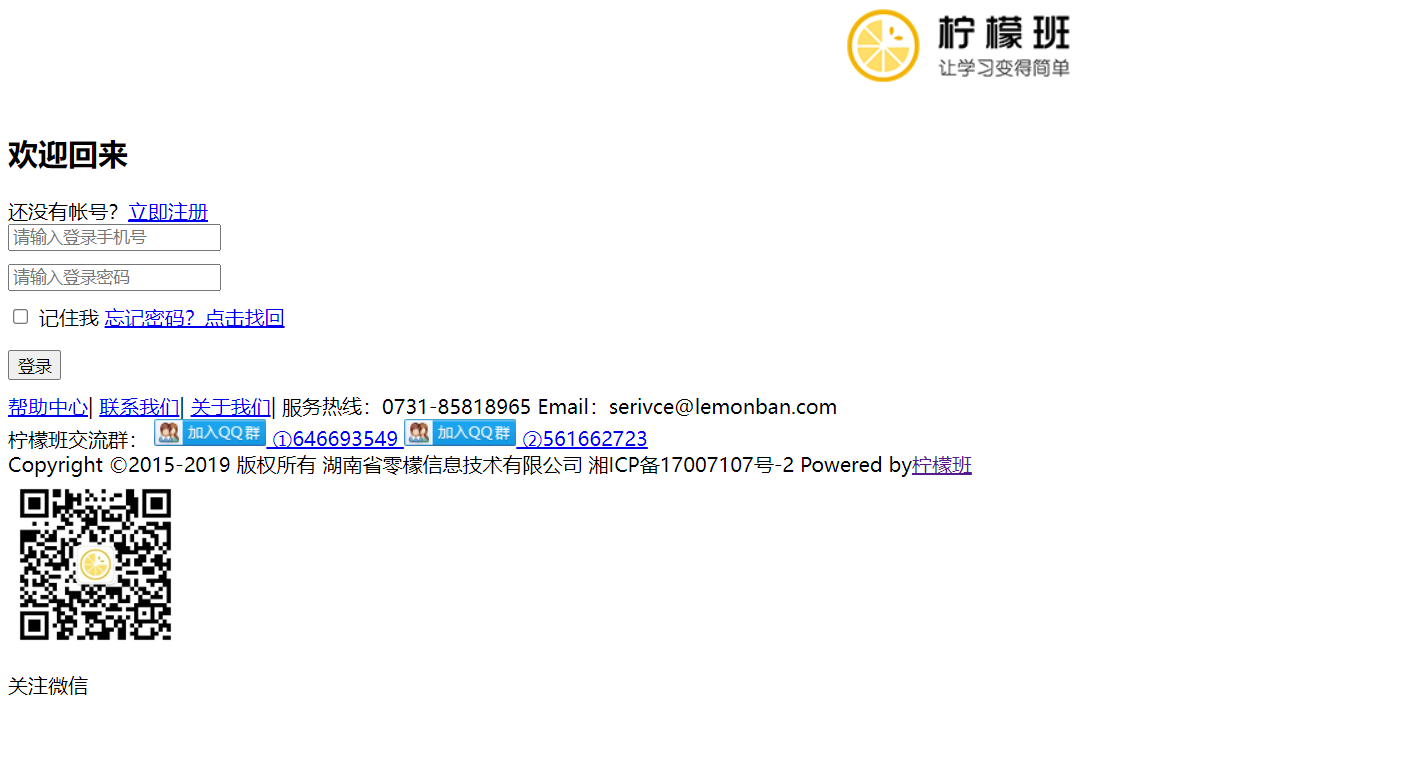 柠檬班
让学习变得简单
欢迎回来
还没有帐号？立即注册
请输入登录手机号
请输入登录密码
记住我 忘记密码？点击找回
登录
帮助中心| 联系我们| 关于我们| 服务热线：0731-85818965 Email：serivce@lemonban.com
柠檬班交流群： 加入QQ群 ①646693549 加入QQ群 ②561662723
Copyright ©2015-2019 版权所有 湖南省零檬信息技术有限公司 湘ICP备17007107号-2 Powered by柠檬班
关注微信